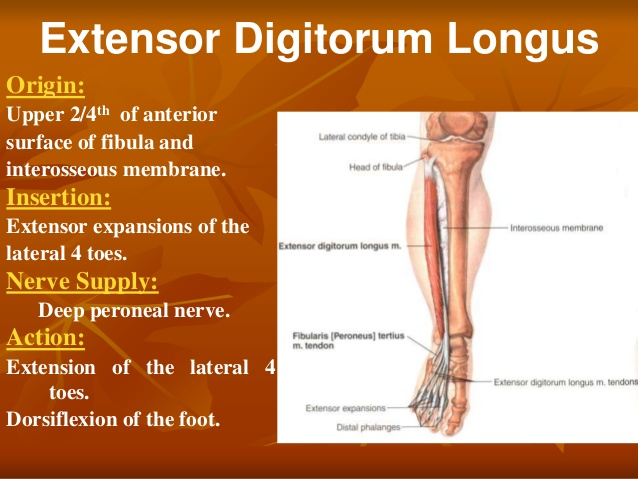 Extensor Digitorum Longus
Origin:
Upper 2/4th of anterior
surface of fibula and
interosseous membrane.
Insertion:
Extensor expansions of the
lateral 4 toes.
Nerve Supply:
Deep peroneal nerve.
Action:
Extension of the lateral 4
toes.
Dorsiflexion of the foot.
Lateral condyle of tibia
Head of fibula
Interosseous membrane
Extensor digitorum longus m.
Fibularis [Peroneus] tertius
m. tendon
Extensor digitorum longus m. tendons
Extensor expansions
Distal phalanges